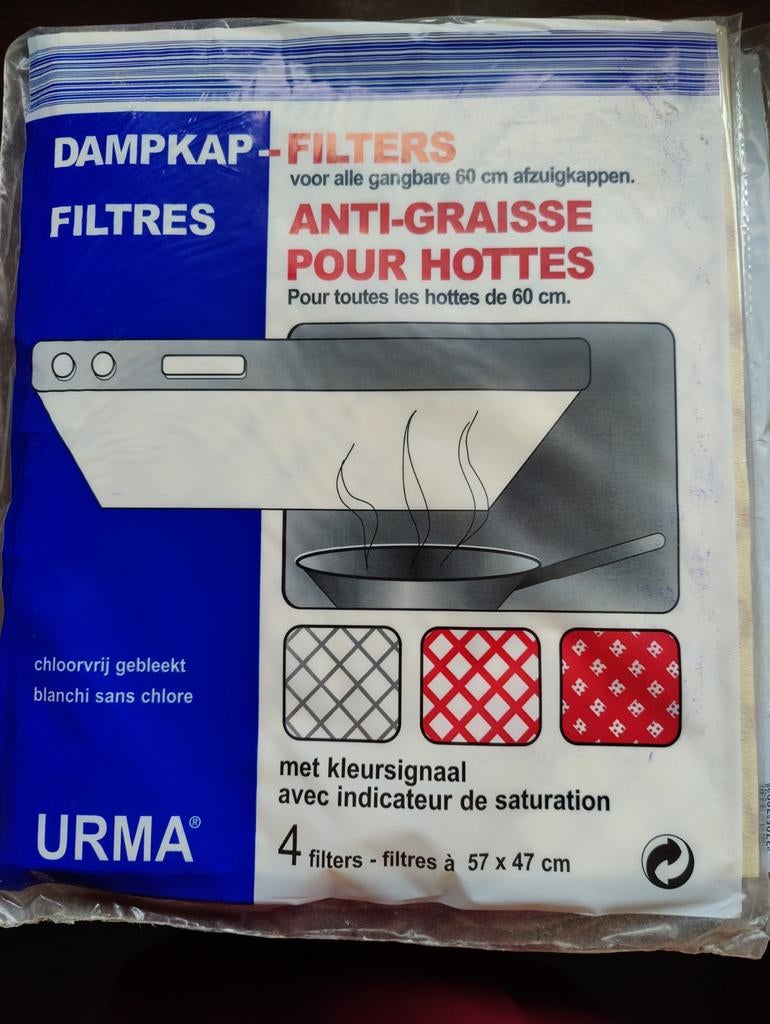 DAMPKAP-FILTERS
voor alle gangbare 60 cm afzuigkappen.
FILTRES ANTI-GRAISSE
POUR HOTTES
Pour toutes les hottes de 60 cm.
chloorvrij gebleekt
blanchi sans chlore
met kleursignaal
avec indicateur de saturation
URMA®
4 filters - filtres à 57 x 47 cm